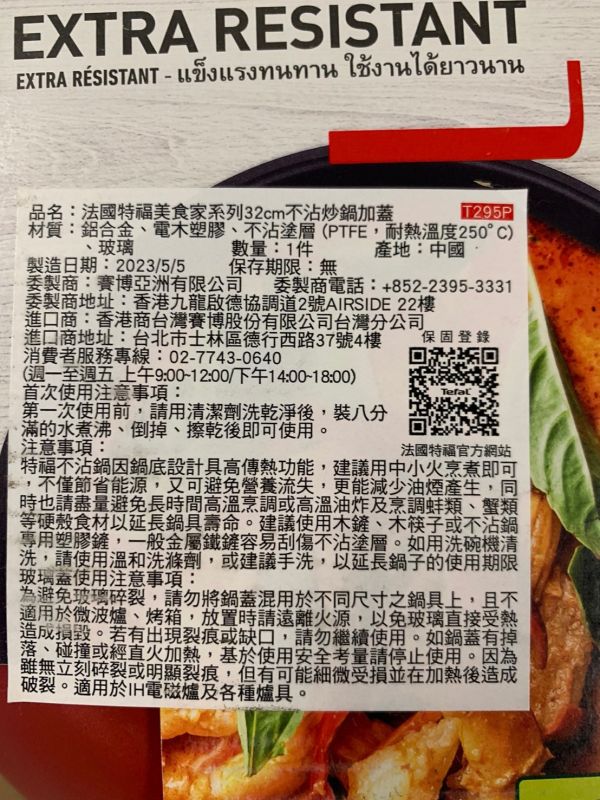 EXTRA RESISTANT
EXTRA RÉSISTANT - แข็งแรงทนทาน ใช้งานได้ยาวนาน
品名：法國特福美食家系列32cm不沾炒鍋加蓋 T295P
材質：鋁合金、電木塑膠、不沾塗層 (PTFE，耐熱溫度250°C)
、玻璃 數量：1件 產地：中國
製造日期：2023/5/5 保存期限：無
委製商：賽博亞洲有限公司 委製商電話：+852-2395-3331
委製商地址：香港九龍啟德協調道2號AIRSIDE 22樓
進口商：香港商台灣賽博股份有限公司台灣分公司
進口商地址：台北市士林區德行西路37號4樓
消費者服務專線：02-7743-0640
(週一至週五 上午9:00~12:00/下午14:00~18:00)
保固登錄
Tefal
法國特福官方網站
首次使用注意事項：
第一次使用前，請用清潔劑洗乾淨後，裝八分
滿的水煮沸、倒掉、擦乾後即可使用。
注意事項：
特福不沾鍋因鍋底設計具高傳熱功能，建議用中小火烹煮即可
，不僅節省能源，又可避免營養流失，更能減少油煙產生，同
時也請盡量避免長時間高溫烹調或高溫油炸及烹調蚌類、蟹類
等硬殼食材以延長鍋具壽命。建議使用木鏟、木筷子或不沾鍋
專用塑膠鏟，一般金屬鐵鏟容易刮傷不沾塗層。如用洗碗機清
洗，請使用溫和洗滌劑，或建議手洗，以延長鍋子的使用期限
玻璃蓋使用注意事項：
為避免玻璃碎裂，請勿將鍋蓋混用於不同尺寸之鍋具上，且不
適用於微波爐、烤箱，放置時請遠離火源，以免玻璃直接受熱
造成損毀。若有出現裂痕或缺口，請勿繼續使用。如鍋蓋有掉
落、碰撞或經直火加熱，基於使用安全考量請停止使用。因為
雖無立刻碎裂或明顯裂痕，但有可能細微受損並在加熱後造成
破裂。適用於IH電磁爐及各種爐具。